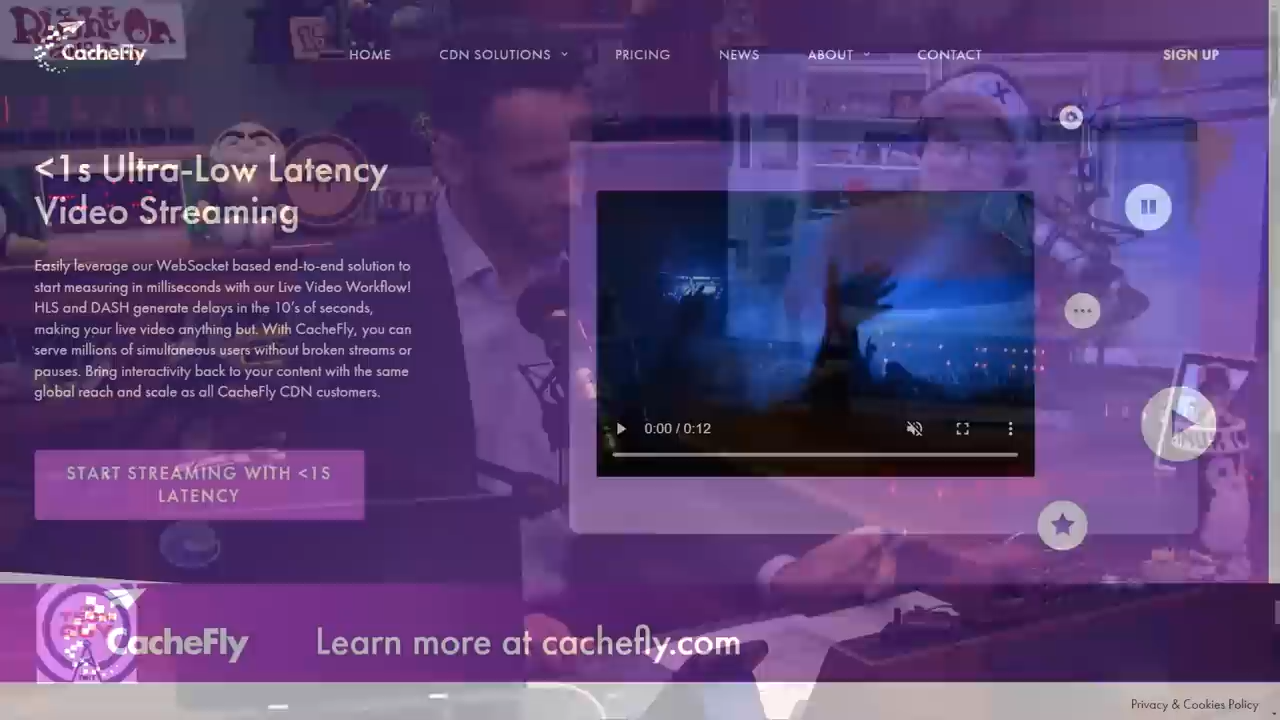 Right On
CacheFly
HOME
CDN SOLUTIONS
PRICING
NEWS
ABOUT
CONTACT
SIGN UP
<1s Ultra-Low Latency
Video Streaming
Easily leverage our WebSocket based end-to-end solution to
start measuring in milliseconds with our Live Video Workflow!
HLS and DASH generate delays in the 10's of seconds,
making your live video anything but. With CacheFly, you can
serve millions of simultaneous users without broken streams or
pauses. Bring interactivity back to your content with the same
global reach and scale as all CacheFly CDN customers.
0:00 / 0:12
START STREAMING WITH <1S
LATENCY
CacheFly
Learn more at cachefly.com
Privacy & Cookies Policy